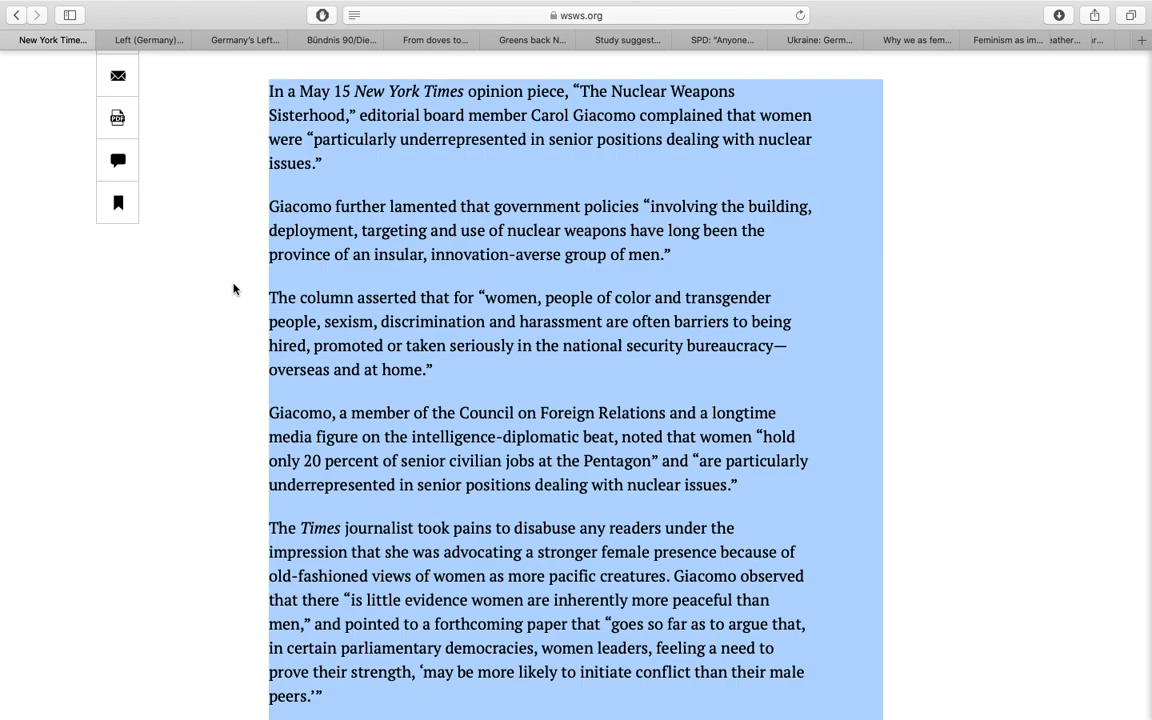 wsws.org
New York Time...
Left (Germany)...
Germany's Left...
Bündnis 90/Die...
From doves to...
Greens back N...
Study suggest...
SPD: "Anyone...
Ukraine: Germ...
Why we as fem...
Feminism as im...
eather...
r...
PDF
In a May 15 New York Times opinion piece, “The Nuclear Weapons
Sisterhood,” editorial board member Carol Giacomo complained that women
were “particularly underrepresented in senior positions dealing with nuclear
issues.”
Giacomo further lamented that government policies “involving the building,
deployment, targeting and use of nuclear weapons have long been the
province of an insular, innovation-averse group of men.”
The column asserted that for “women, people of color and transgender
people, sexism, discrimination and harassment are often barriers to being
hired, promoted or taken seriously in the national security bureaucracy—
overseas and at home.”
Giacomo, a member of the Council on Foreign Relations and a longtime
media figure on the intelligence-diplomatic beat, noted that women “hold
only 20 percent of senior civilian jobs at the Pentagon” and “are particularly
underrepresented in senior positions dealing with nuclear issues.”
The Times journalist took pains to disabuse any readers under the
impression that she was advocating a stronger female presence because of
old-fashioned views of women as more pacific creatures. Giacomo observed
that there “is little evidence women are inherently more peaceful than
men,” and pointed to a forthcoming paper that “goes so far as to argue that,
in certain parliamentary democracies, women leaders, feeling a need to
prove their strength, ‘may be more likely to initiate conflict than their male
peers.’”